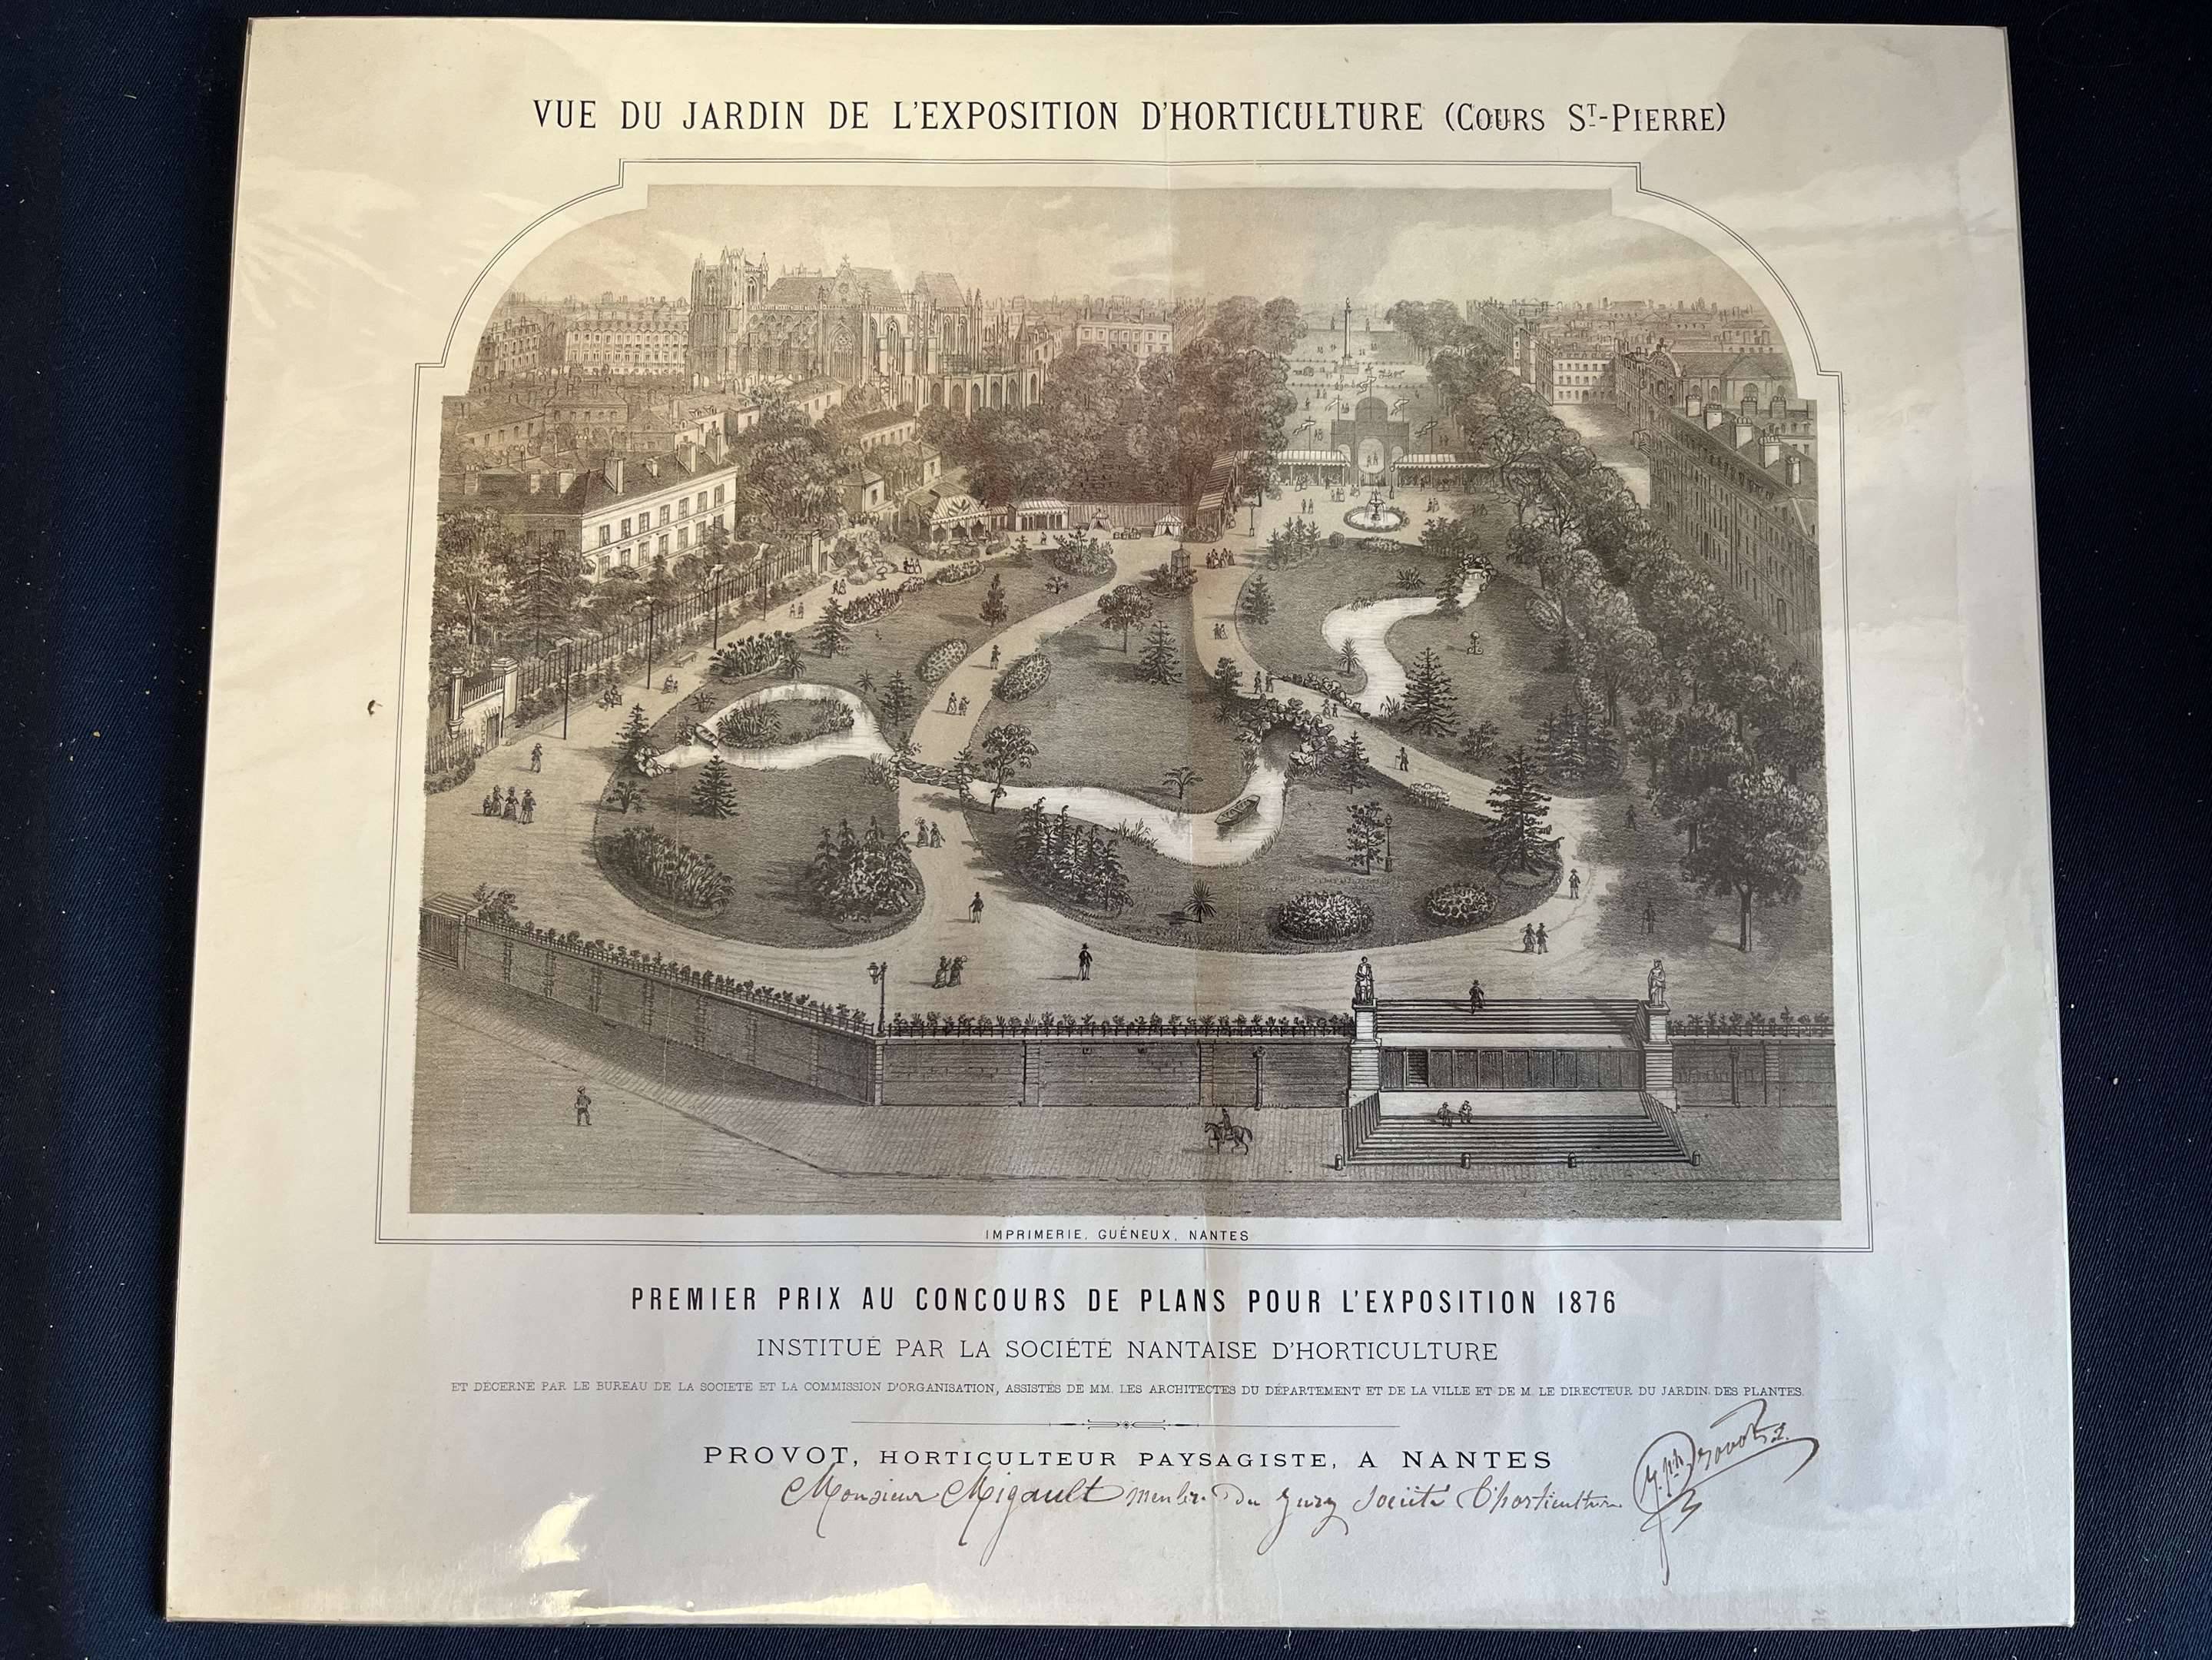 VUE DU JARDIN DE L'EXPOSITION D'HORTICULTURE (COURS ST-PIERRE)
IMPRIMERIE, GUÉNEUX, NANTES
PREMIER PRIX AU CONCOURS DE PLANS POUR L'EXPOSITION 1876
INSTITUÉ PAR LA SOCIÉTÉ NANTAISE D'HORTICULTURE
ET DÉCERNÉ PAR LE BUREAU DE LA SOCIÉTÉ ET LA COMMISSION D'ORGANISATION, ASSISTÉS DE MM. LES ARCHITECTES DU DÉPARTEMENT ET DE LA VILLE ET DE M. LE DIRECTEUR DU JARDIN DES PLANTES.
PROVOT, HORTICULTEUR PAYSAGISTE, A NANTES
Monsieur Migault membre du Jury Société d'horticulture
Provot